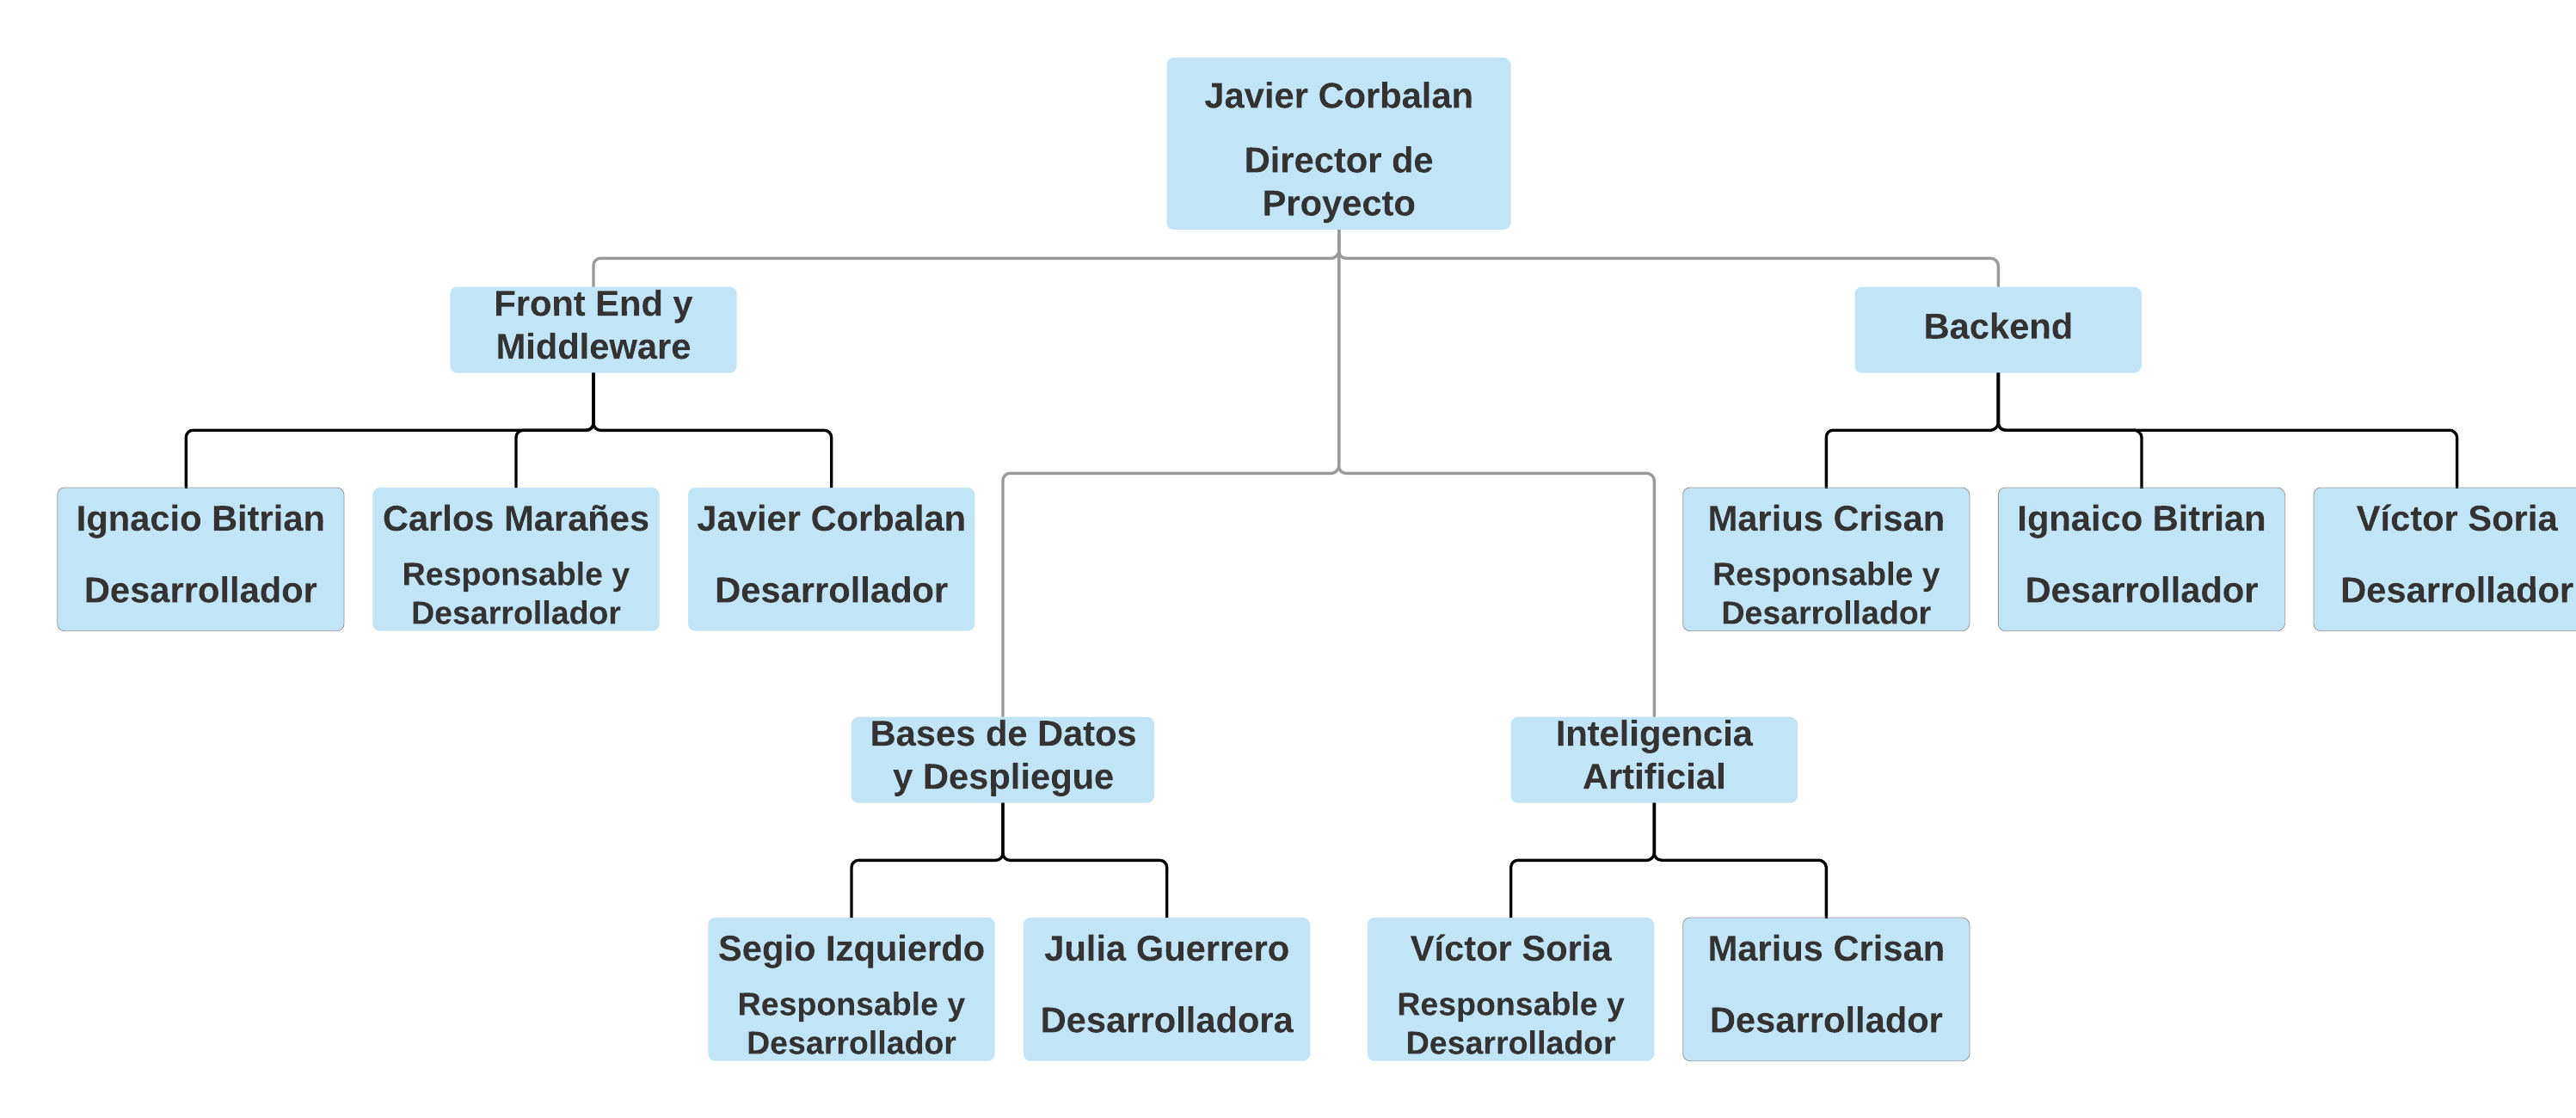 Javier Corbalan
Director de
Proyecto
Front End y
Middleware
Backend
Ignacio Bitrian
Desarrollador
Carlos Marañes
Responsable y
Desarrollador
Javier Corbalan
Desarrollador
Marius Crisan
Responsable y
Desarrollador
Ignaico Bitrian
Desarrollador
Víctor Soria
Desarrollador
Bases de Datos
y Despliegue
Inteligencia
Artificial
Segio Izquierdo
Responsable y
Desarrollador
Julia Guerrero
Desarrolladora
Víctor Soria
Responsable y
Desarrollador
Marius Crisan
Desarrollador